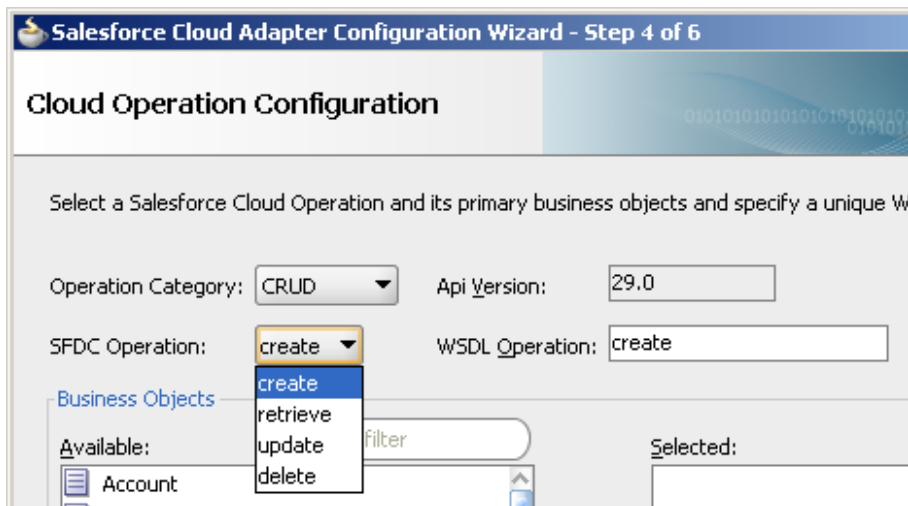 Salesforce Cloud Adapter Configuration Wizard - Step 4 of 6
Cloud Operation Configuration
Select a Salesforce Cloud Operation and its primary business objects and specify a unique W
Operation Category: CRUD Api Version: 29.0
SFDC Operation: create WSDL Operation: create
create
Business Objects
retrieve
filter
update
Available: Selected:
delete
Account